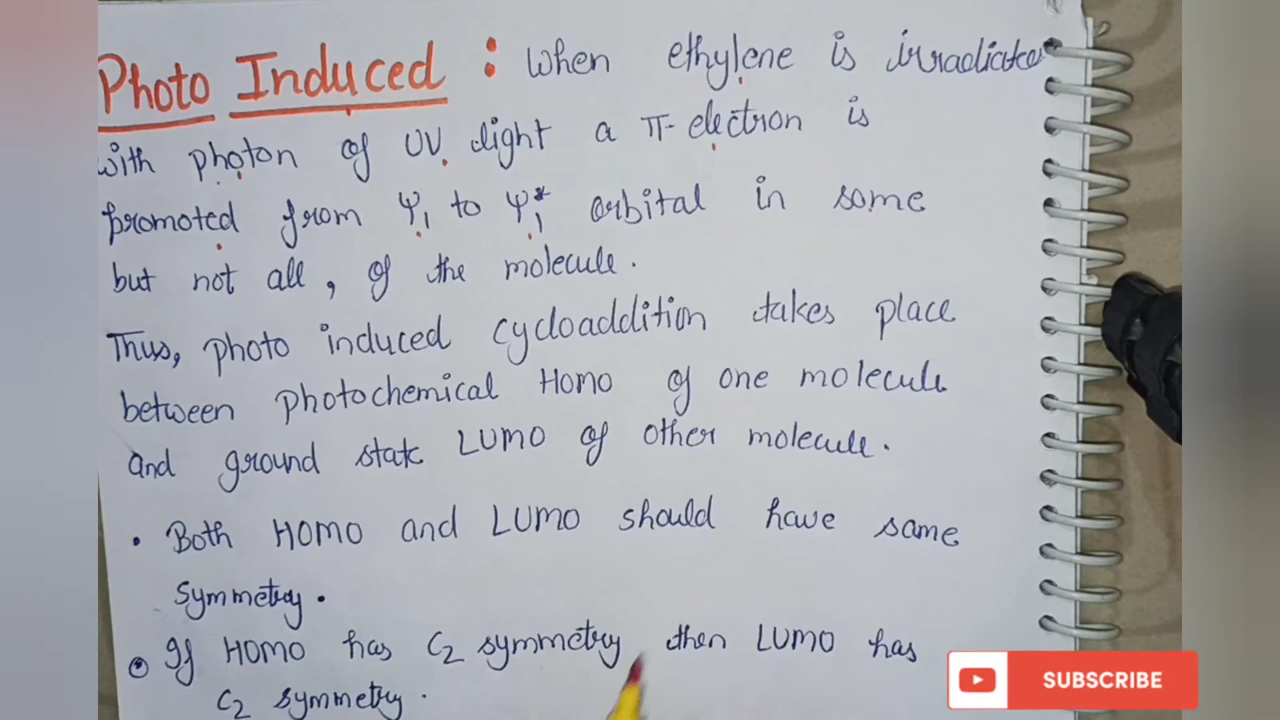 Photo Induced : When ethylene is irradiated
with photon of UV light a π-electron is
promoted from Ψ1 to Ψ1* orbital in some
but not all, of the molecule.
Thus, photo induced cycloaddition takes place
between photochemical HOMO of one molecule
and ground state LUMO of other molecule.
• Both HOMO and LUMO should have same
symmetry.
⊙ If HOMO has C2 symmetry then LUMO has
C2 symmetry.
SUBSCRIBE